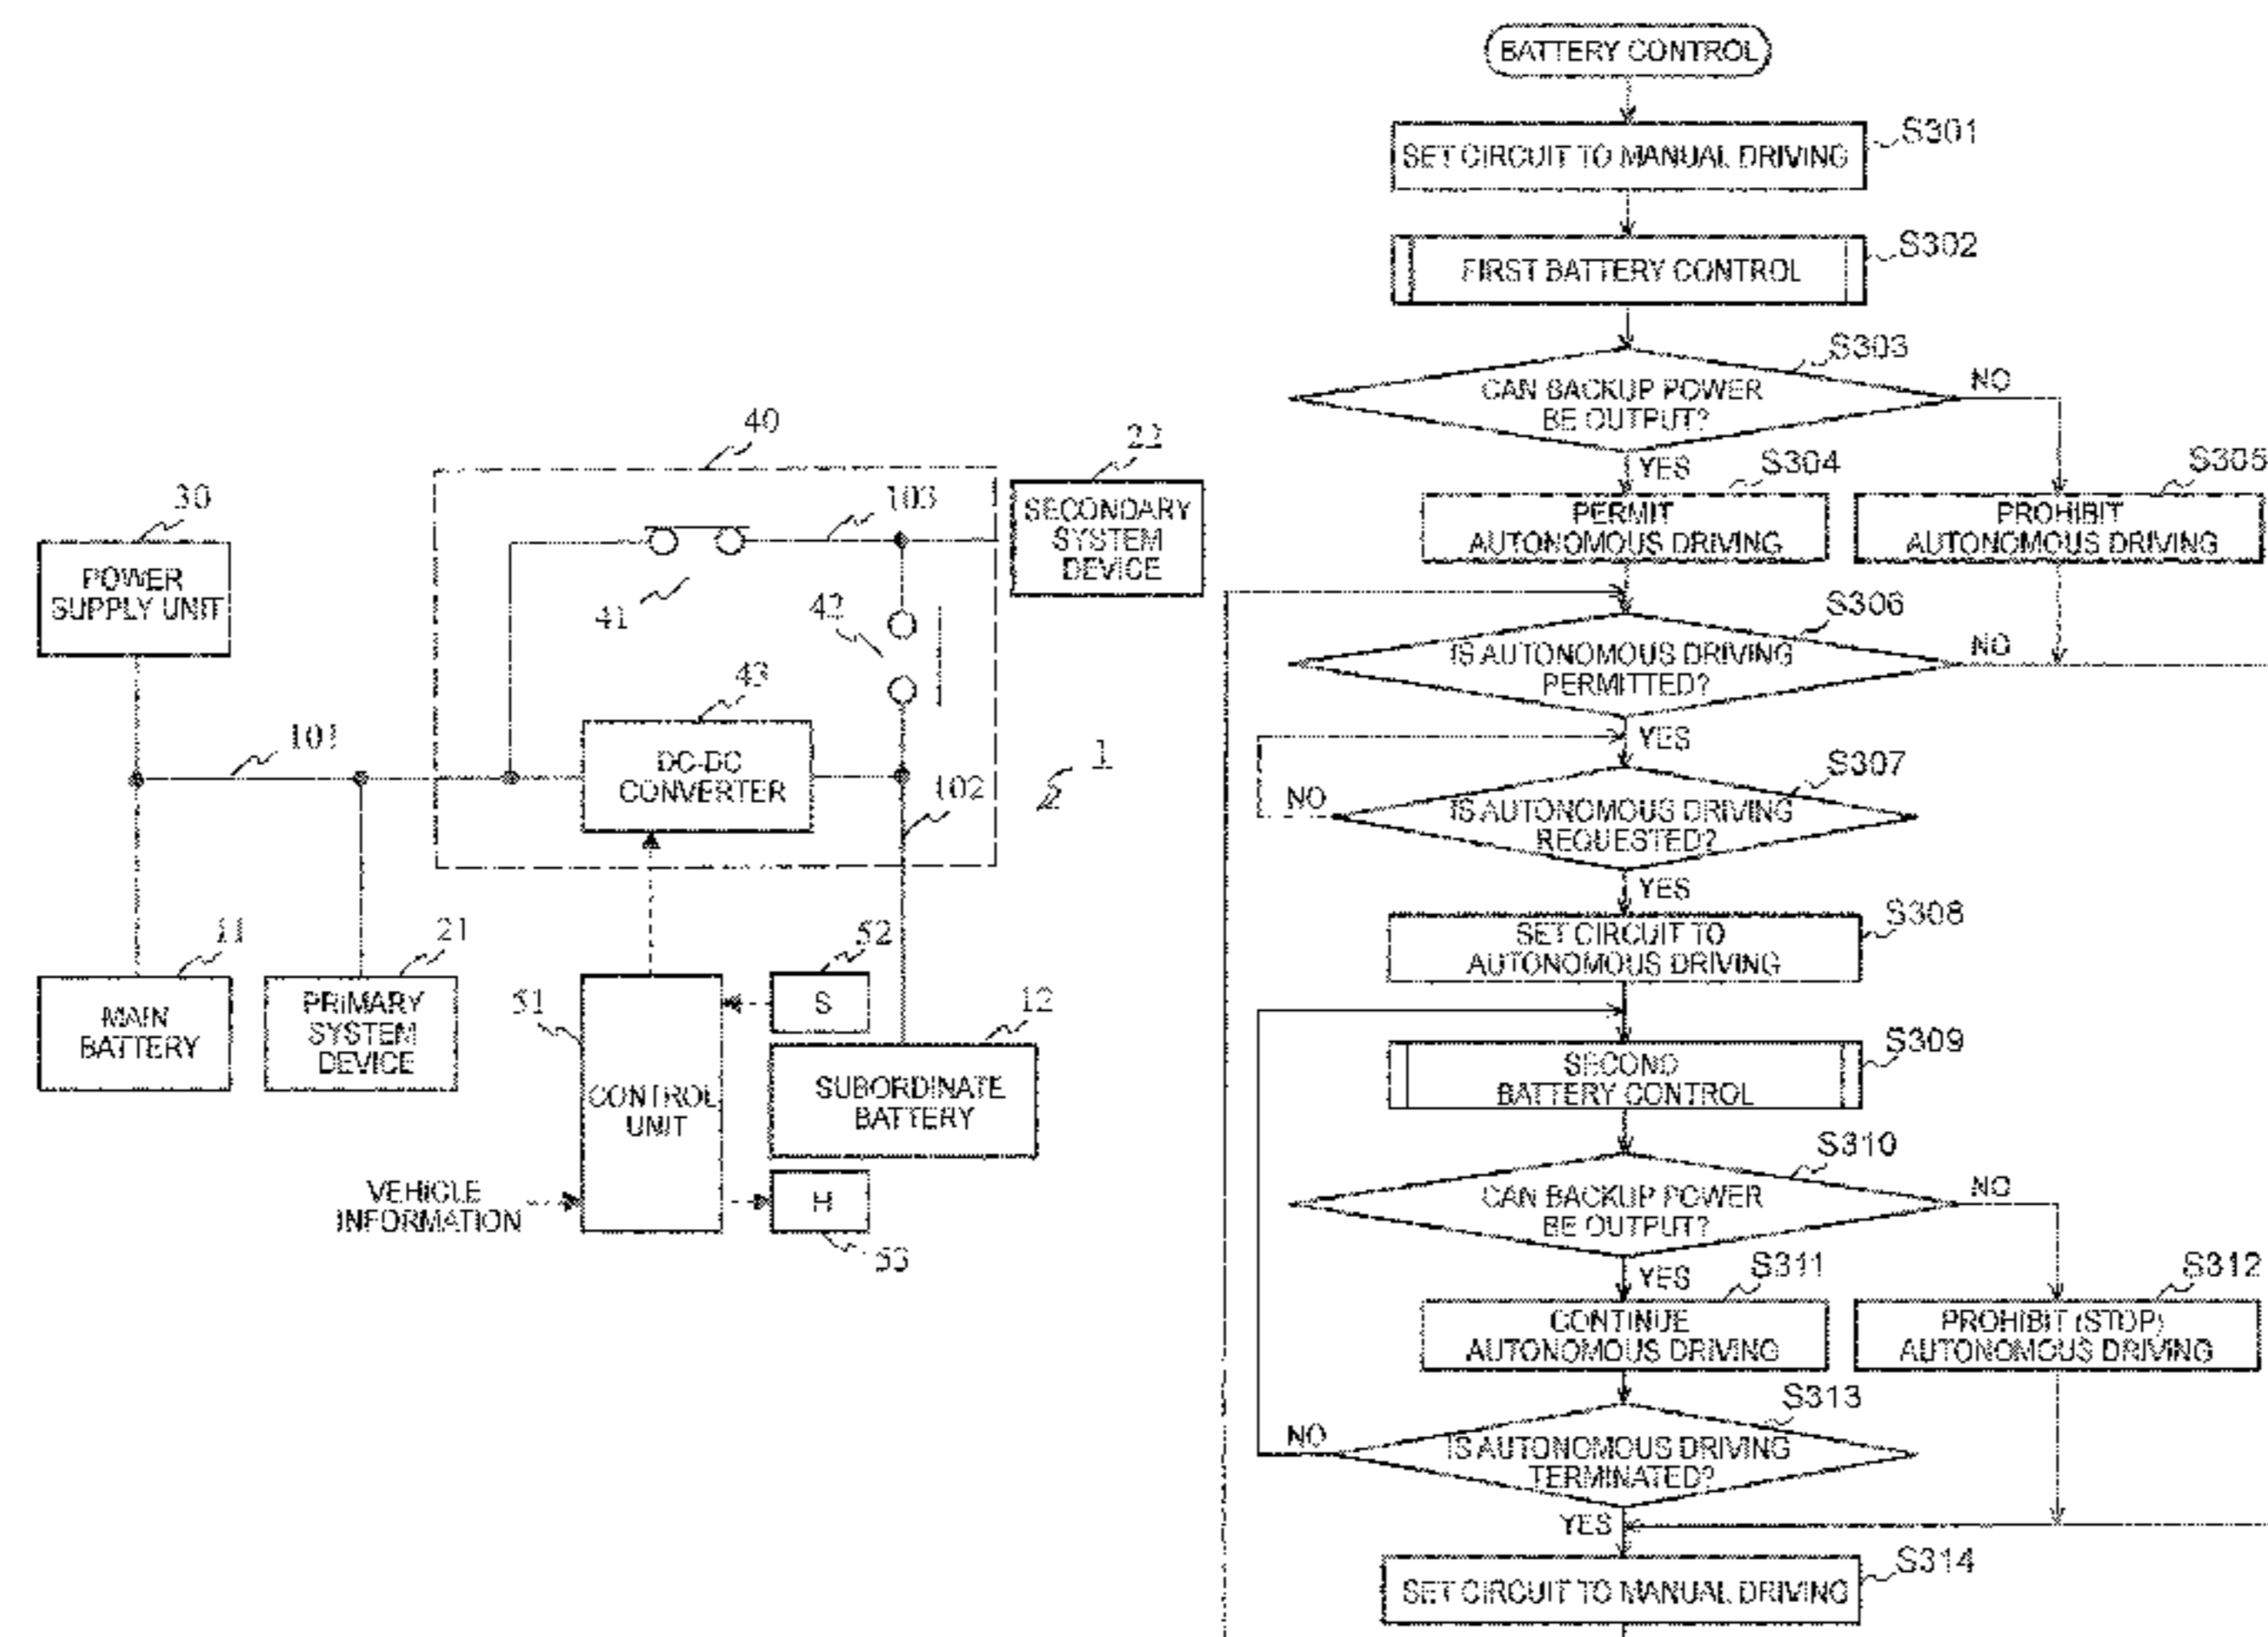 40
22
30
103
SECONDARY
SYSTEM
DEVICE
POWER
SUPPLY UNIT
41
42
43
101
DC-DC
CONVERTER
102
1
11
21
52
MAIN
BATTERY
PRIMARY
SYSTEM
DEVICE
51
S
12
CONTROL
UNIT
SUBORDINATE
BATTERY
VEHICLE
INFORMATION
H
53
BATTERY CONTROL
S301
SET CIRCUIT TO MANUAL DRIVING
S302
FIRST BATTERY CONTROL
S303
CAN BACKUP POWER
BE OUTPUT?
NO
YES
S304
S305
PERMIT
AUTONOMOUS DRIVING
PROHIBIT
AUTONOMOUS DRIVING
S306
IS AUTONOMOUS DRIVING
PERMITTED?
NO
YES
S307
NO
IS AUTONOMOUS DRIVING
REQUESTED?
YES
S308
SET CIRCUIT TO
AUTONOMOUS DRIVING
S309
SECOND
BATTERY CONTROL
S310
CAN BACKUP POWER
BE OUTPUT?
NO
YES
S311
S312
CONTINUE
AUTONOMOUS DRIVING
PROHIBIT (STOP)
AUTONOMOUS DRIVING
S313
NO
IS AUTONOMOUS DRIVING
TERMINATED?
YES
S314
SET CIRCUIT TO MANUAL DRIVING